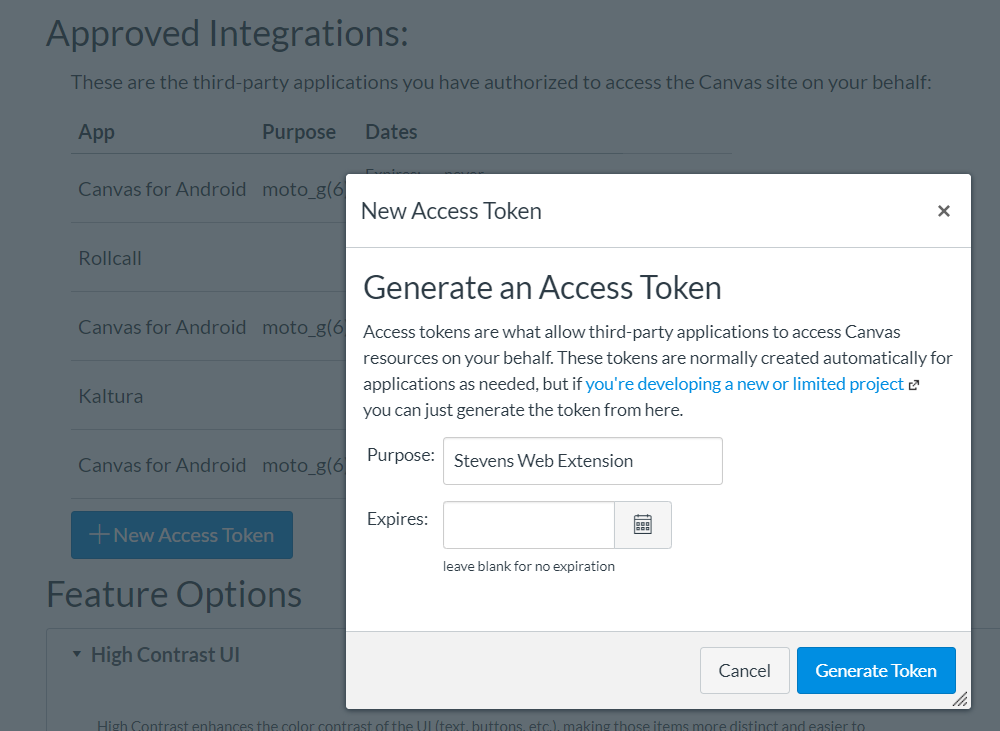 Approved Integrations:
These are the third-party applications you have authorized to access the Canvas site on your behalf:
App Purpose Dates
Canvas for Android moto_g(6
Rollcall
Canvas for Android moto_g(6
Kaltura
Canvas for Android moto_g(6
New Access Token
Feature Options
High Contrast UI
High Contrast enhances the color contrast of the UI (text, buttons, etc.), making those items more distinct and easier to
New Access Token
Generate an Access Token
Access tokens are what allow third-party applications to access Canvas
resources on your behalf. These tokens are normally created automatically for
applications as needed, but if you're developing a new or limited project
you can just generate the token from here.
Purpose: Stevens Web Extension
Expires:
leave blank for no expiration
Cancel Generate Token